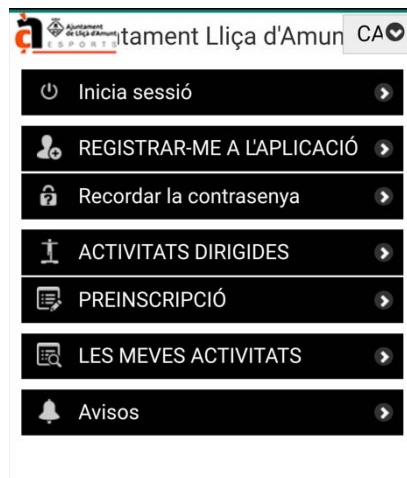 Ajuntament
de Lliçà d'Amunt
ESPORTS
tament Lliça d'Amun
CA
Inicia sessió
REGISTRAR-ME A L'APLICACIÓ
Recordar la contrasenya
ACTIVITATS DIRIGIDES
PREINSCRIPCIÓ
LES MEVES ACTIVITATS
Avisos